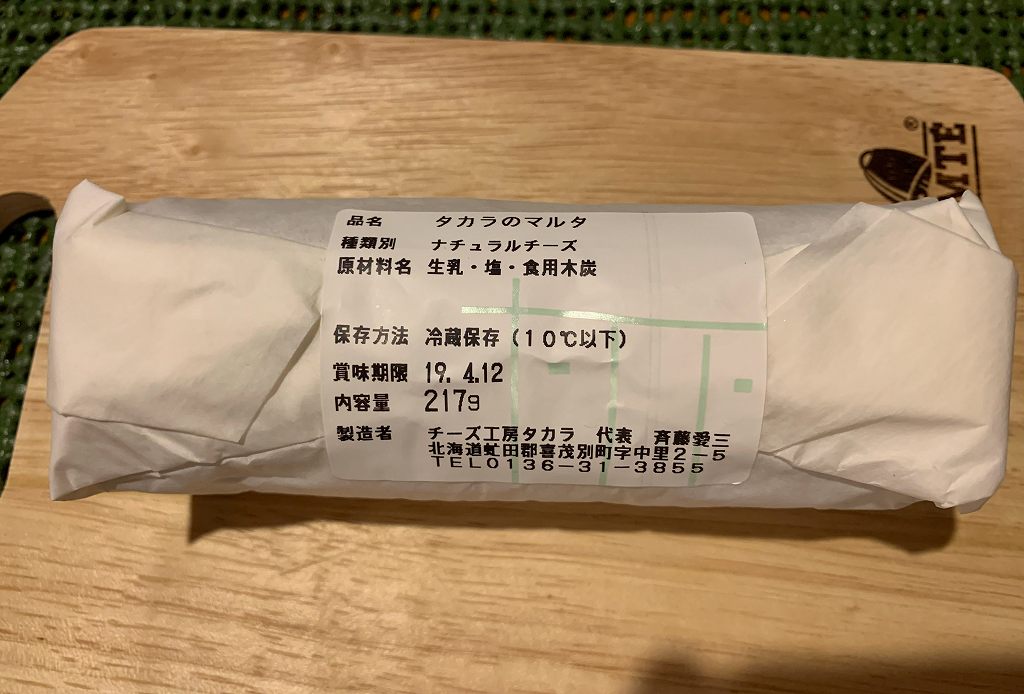 品名 タカラのマルタ
種類別 ナチュラルチーズ
原材料名 生乳・塩・食用木炭
保存方法 冷蔵保存（10℃以下）
賞味期限 19. 4.12
内容量 217g
製造者 チーズ工房タカラ 代表 斉藤愛三
北海道虻田郡喜茂別町字中里２－５
ＴＥＬ０１３６－３１－３８５５
®